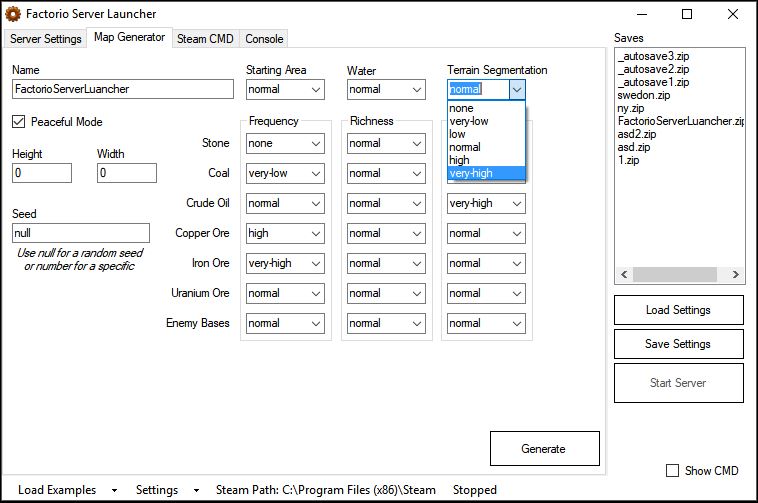 Factorio Server Launcher
Server Settings Map Generator Steam CMD Console
Name
FactorioServerLuancher
Starting Area
normal
Water
normal
Terrain Segmentation
normal
none
very-low
low
normal
high
very-high
Peaceful Mode
Height Width
0 0
Seed
null
Use null for a random seed
or number for a specific
Frequency Richness
Stone none normal
Coal very-low normal
Crude Oil normal normal very-high
Copper Ore high normal normal
Iron Ore very-high normal normal
Uranium Ore normal normal normal
Enemy Bases normal normal normal
Generate
Saves
_autosave3.zip
_autosave2.zip
_autosave1.zip
swedon.zip
ny.zip
FactorioServerLuancher.zip
asd2.zip
asd.zip
1.zip
Load Settings
Save Settings
Start Server
Show CMD
Load Examples Settings Steam Path: C:\Program Files (x86)\Steam Stopped